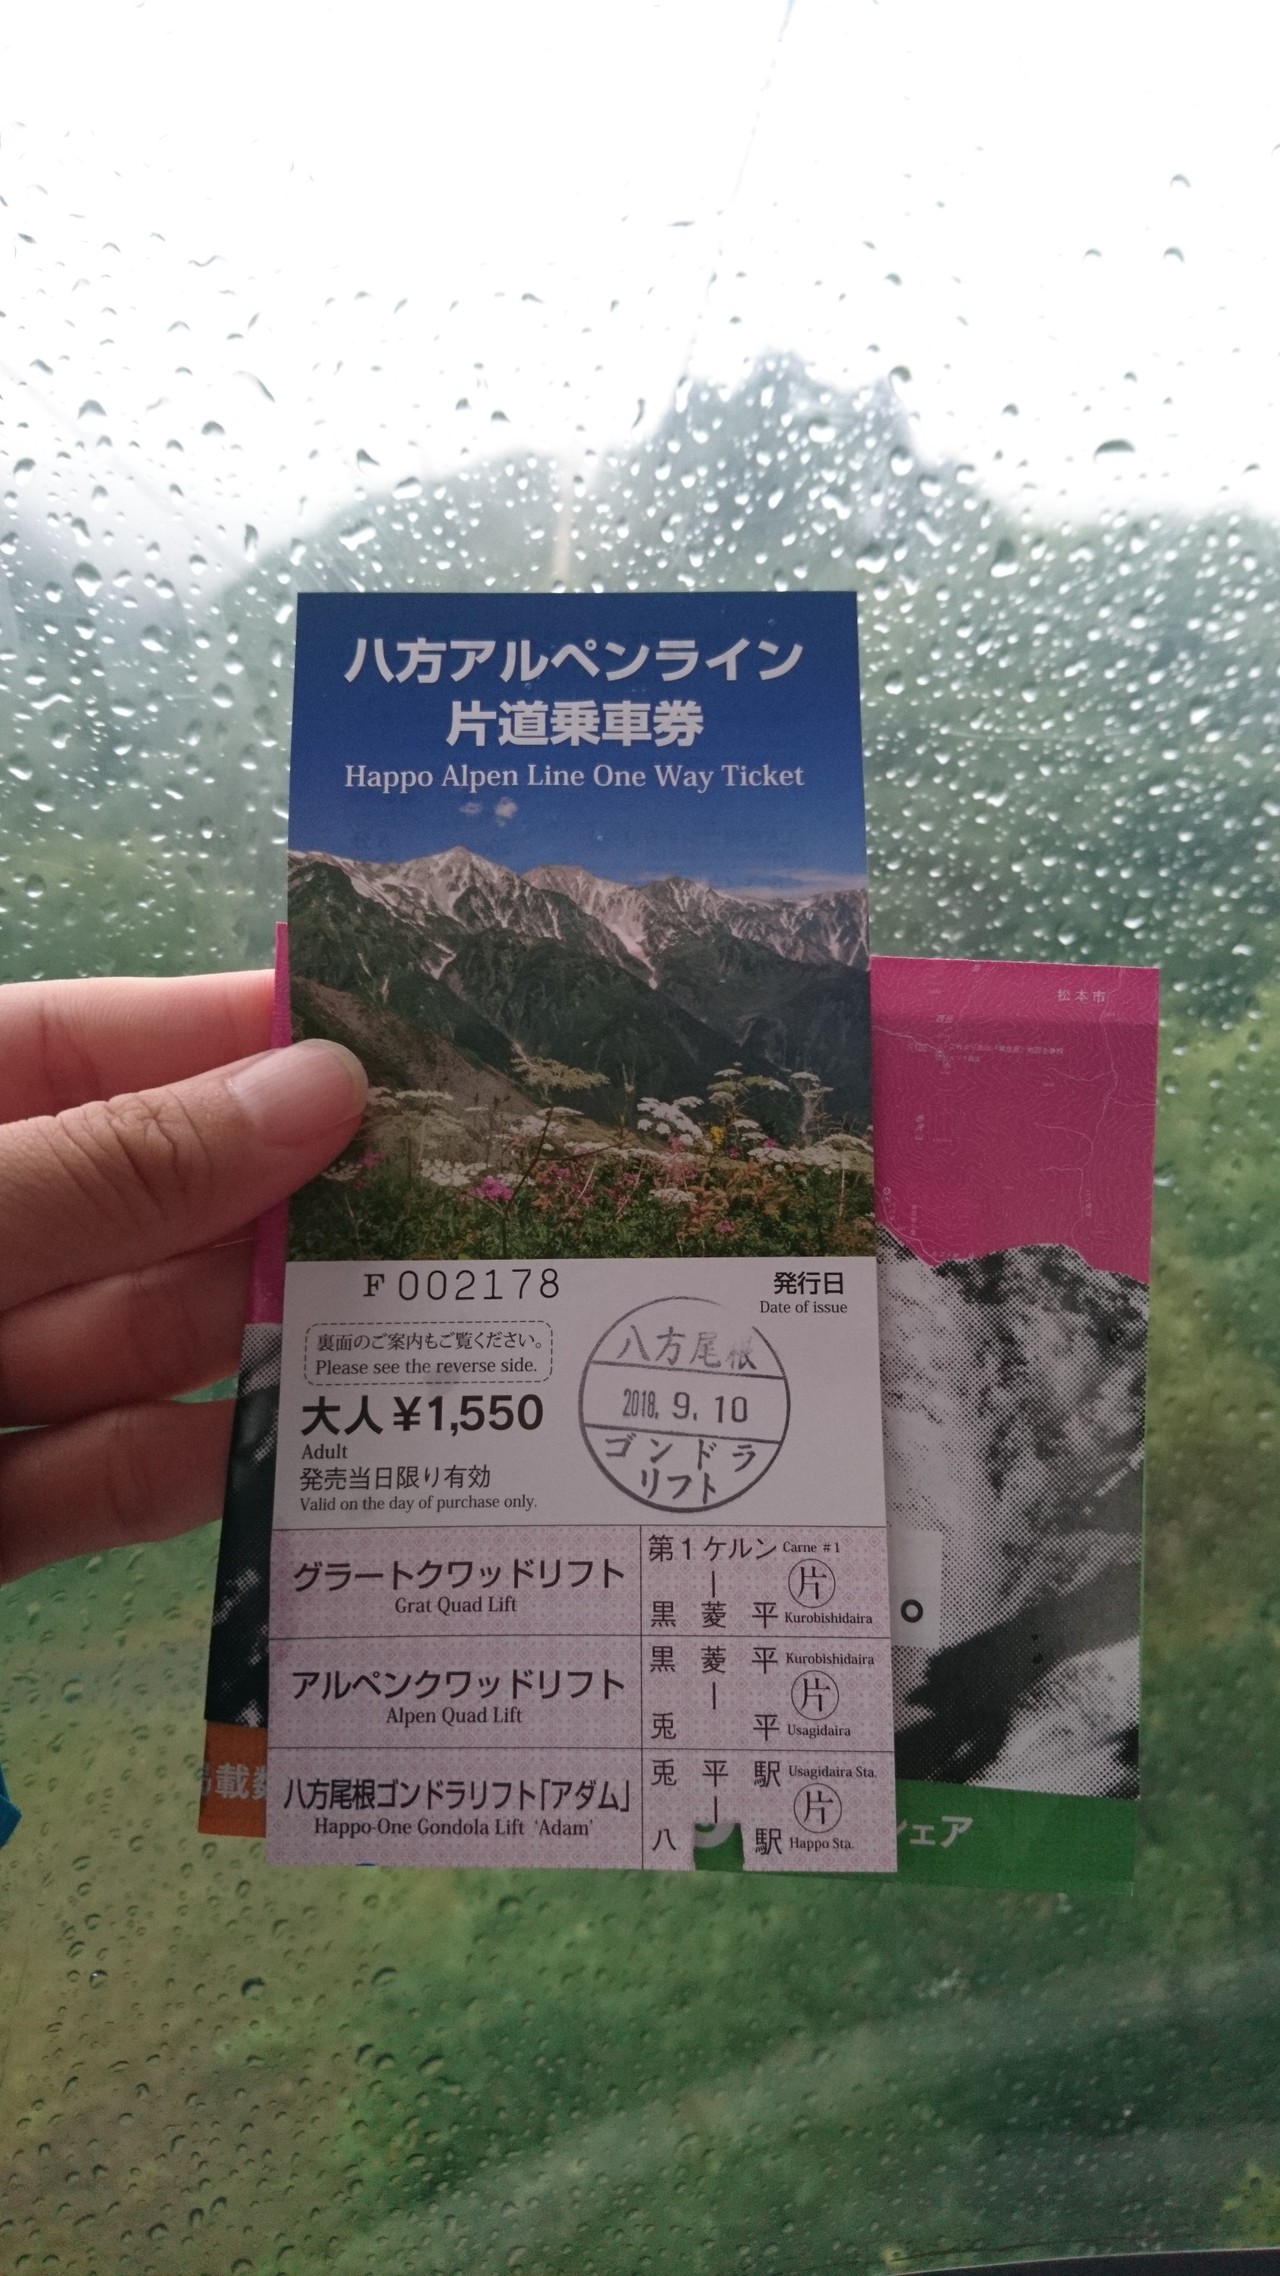 八方アルペンライン
片道乗車券
Happo Alpen Line One Way Ticket
松本市
F 002178
発行日
Date of issue
裏面のご案内もご覧ください。
Please see the reverse side.
大人¥1,550
Adult
発売当日限り有効
Valid on the day of purchase only.
八方尾根
2018. 9. 10
ゴンドラ
リフト
グラートクワッドリフト
Grat Quad Lift
第1ケルン Carne #1
片
黒菱平 Kurobishidaira
アルペンクワッドリフト
Alpen Quad Lift
黒菱平 Kurobishidaira
片
兎平 Usagidaira
八方尾根ゴンドラリフト「アダム」
Happo-One Gondola Lift 'Adam'
兎平駅 Usagidaira Sta.
片
八 駅 Happo Sta.
載
ェア